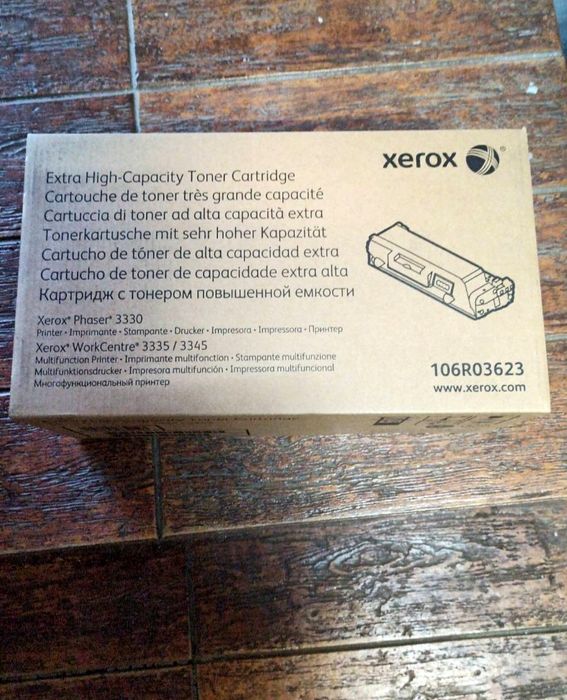 xerox ®
Extra High-Capacity Toner Cartridge
Cartouche de toner très grande capacité
Cartuccia di toner ad alta capacità extra
Tonerkartusche mit sehr hoher Kapazität
Cartucho de tóner de alta capacidad extra
Cartucho de toner de capacidade extra alta
Картридж с тонером повышенной емкости
Xerox® Phaser® 3330
Printer • Imprimante • Stampante • Drucker • Impresora • Impressora • Принтер
Xerox® WorkCentre® 3335 / 3345
Multifunction Printer • Imprimante multifonction • Stampante multifunzione
Multifunktionsdrucker • Impresora multifunción • Impressora multifuncional
Многофункциональный принтер
106R03623
www.xerox.com